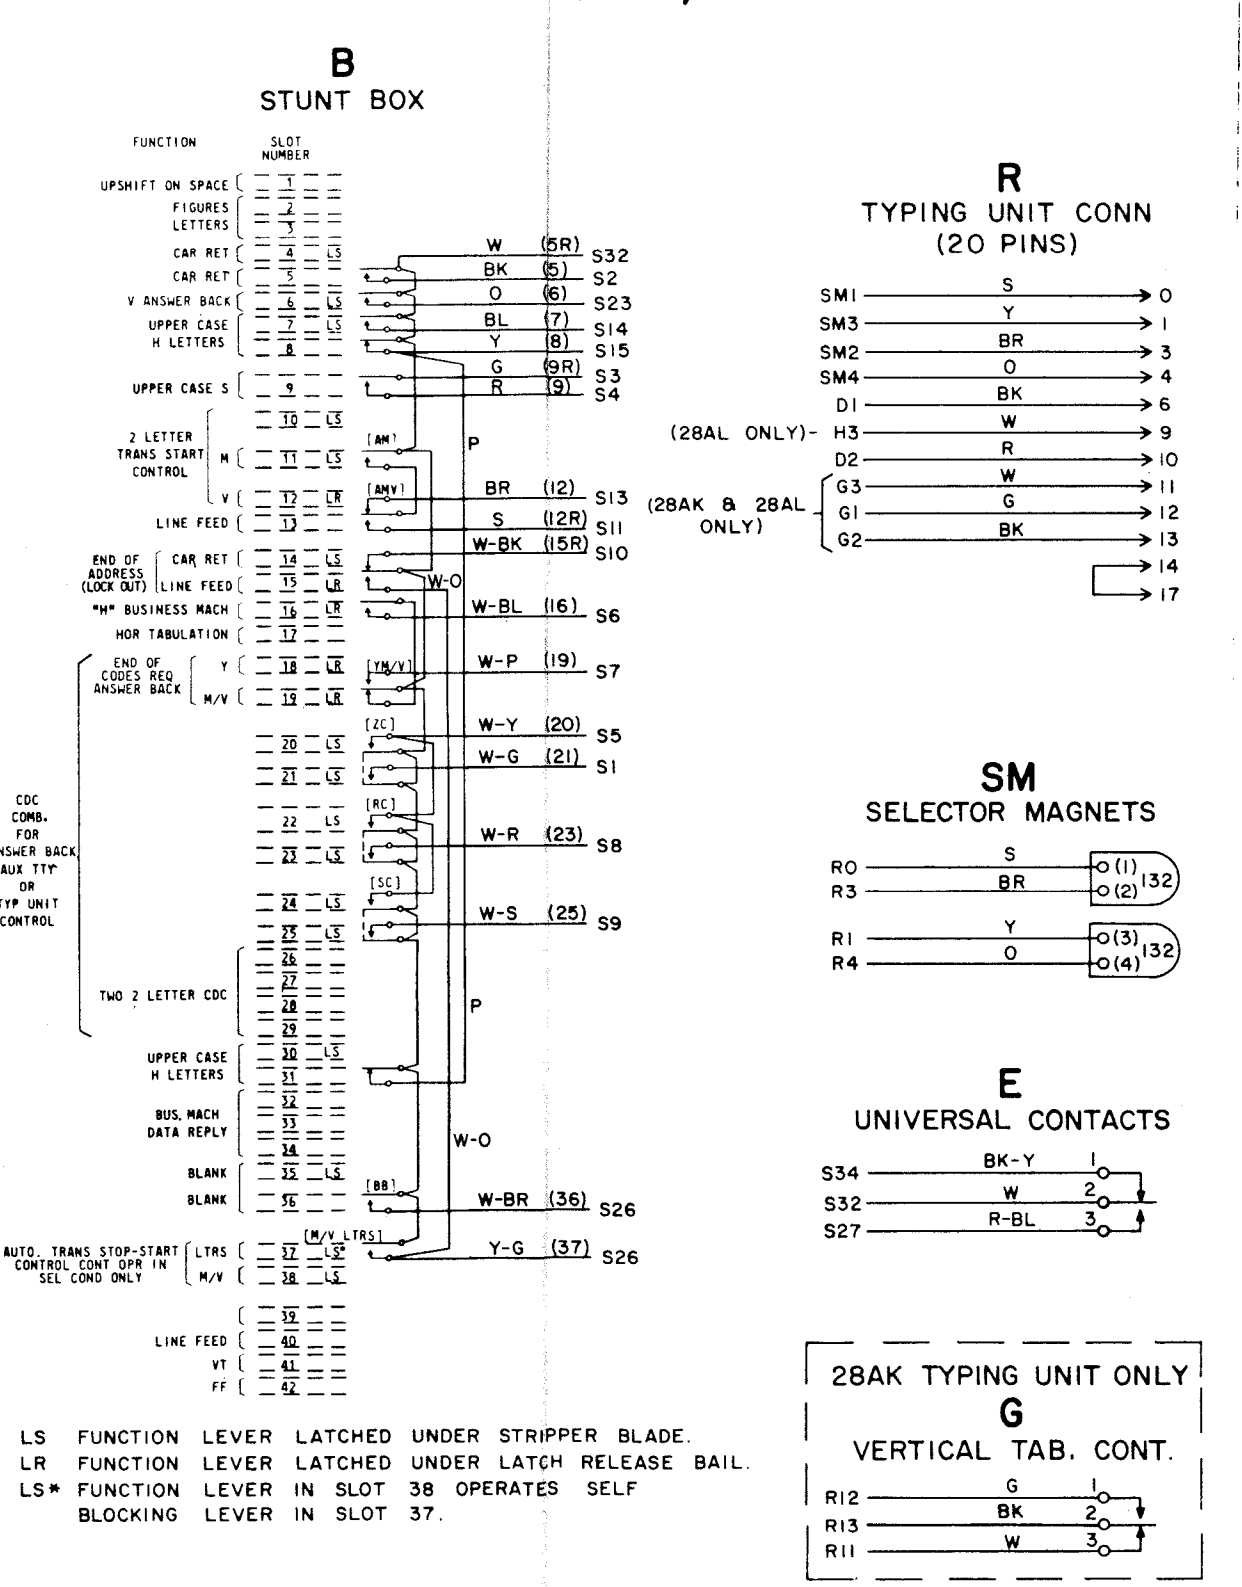 B
STUNT BOX
FUNCTION
SLOT
NUMBER
UPSHIFT ON SPACE 1
FIGURES 2
LETTERS 3
CAR RET 4 LS
CAR RET 5
V ANSWER BACK 6 LS
UPPER CASE 7 LS
H LETTERS 8
UPPER CASE S 9
10 LS
2 LETTER
TRANS START
CONTROL
M 11 LS
V 12 LR
LINE FEED 13
END OF
ADDRESS
(LOCK OUT)
CAR RET 14 LS
LINE FEED 15 LR
"H" BUSINESS MACH 16 LR
HOR TABULATION 17
END OF
CODES REQ
ANSWER BACK
Y 18 LR
M/V 19 LR
20 LS
21 LS
22 LS
23 LS
24 LS
25 LS
CDC
COMB.
FOR
NSWER BACK
AUX TTY
OR
TYP UNIT
CONTROL
26
27
TWO 2 LETTER CDC
28
29
UPPER CASE 30 LS
H LETTERS 31
32
BUS. MACH 33
DATA REPLY
34
BLANK 35 LS
BLANK 36
AUTO. TRANS STOP-START
CONTROL CONT OPR IN
SEL COND ONLY
LTRS 37 LS*
M/V 38 LS
39
LINE FEED 40
VT 41
FF 42
W (5R) S32
BK (5) S2
O (6) S23
BL (7) S14
Y (8) S15
G (9R) S3
R (9) S4
[AM]
P
[AMV]
BR (12) S13
S (12R) S11
W-BK (15R) S10
W-O
W-BL (16) S6
[YM/V]
W-P (19) S7
[ZC]
W-Y (20) S5
W-G (21) S1
[RC]
W-R (23) S8
[SC]
W-S (25) S9
P
W-O
[BB]
W-BR (36) S26
[M/V LTRS]
Y-G (37) S26
LS FUNCTION LEVER LATCHED UNDER STRIPPER BLADE.
LR FUNCTION LEVER LATCHED UNDER LATCH RELEASE BAIL.
LS* FUNCTION LEVER IN SLOT 38 OPERATES SELF
BLOCKING LEVER IN SLOT 37.
R
TYPING UNIT CONN
(20 PINS)
SM1 S 0
SM3 Y 1
SM2 BR 3
SM4 O 4
D1 BK 6
(28AL ONLY)- H3 W 9
D2 R 10
(28AK & 28AL
ONLY)
G3 W 11
G1 G 12
G2 BK 13
14
17
SM
SELECTOR MAGNETS
R0 S (1)
R3 BR (2)
132
R1 Y (3)
R4 O (4)
132
E
UNIVERSAL CONTACTS
S34 BK-Y 1
S32 W 2
S27 R-BL 3
28AK TYPING UNIT ONLY
G
VERTICAL TAB. CONT.
R12 G 1
R13 BK 2
R11 W 3